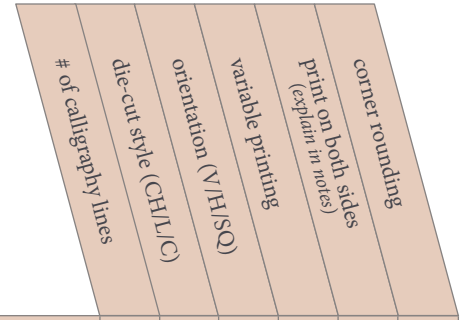 # of calligraphy lines
die-cut style (CH/L/C)
orientation (V/H/SQ)
variable printing
print on both sides
(explain in notes)
corner rounding